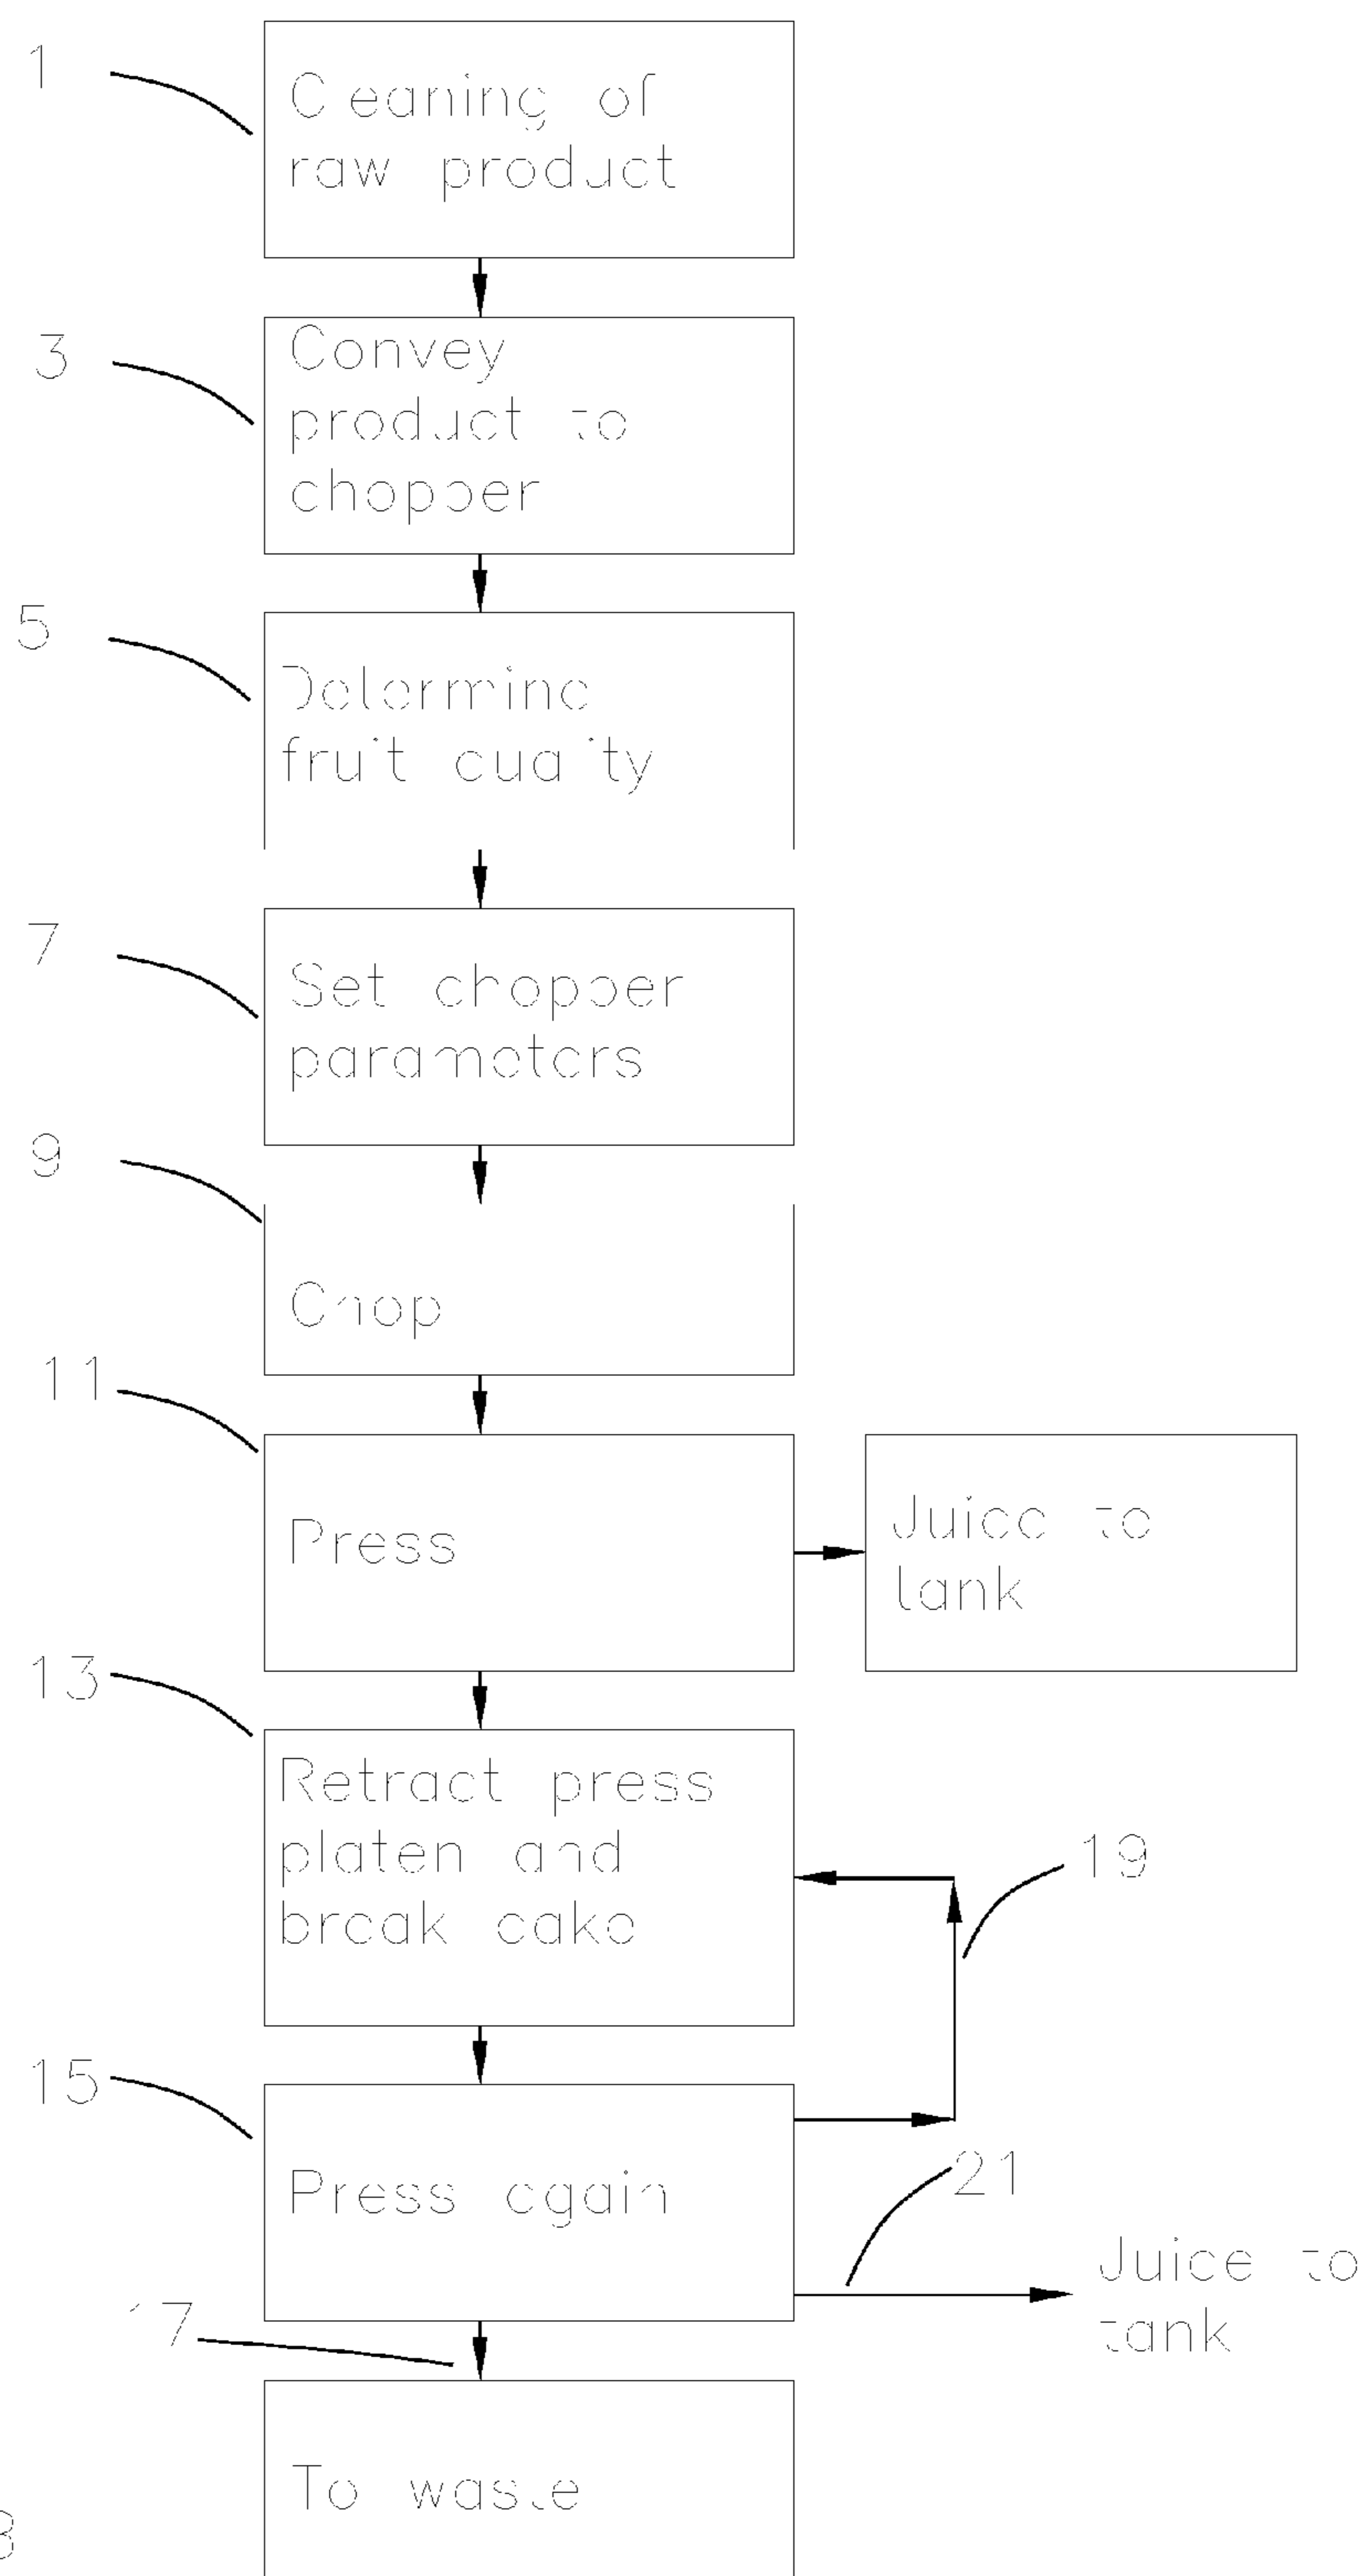 1
Cleaning of
raw product
3
Convey
product to
chopper
5
Determine
fruit quality
7
Set chopper
parameters
9
Chop
11
Press
Juice to
tank
13
Retract press
platen and
break cake
19
15
Press again
21
Juice to
tank
17
To waste